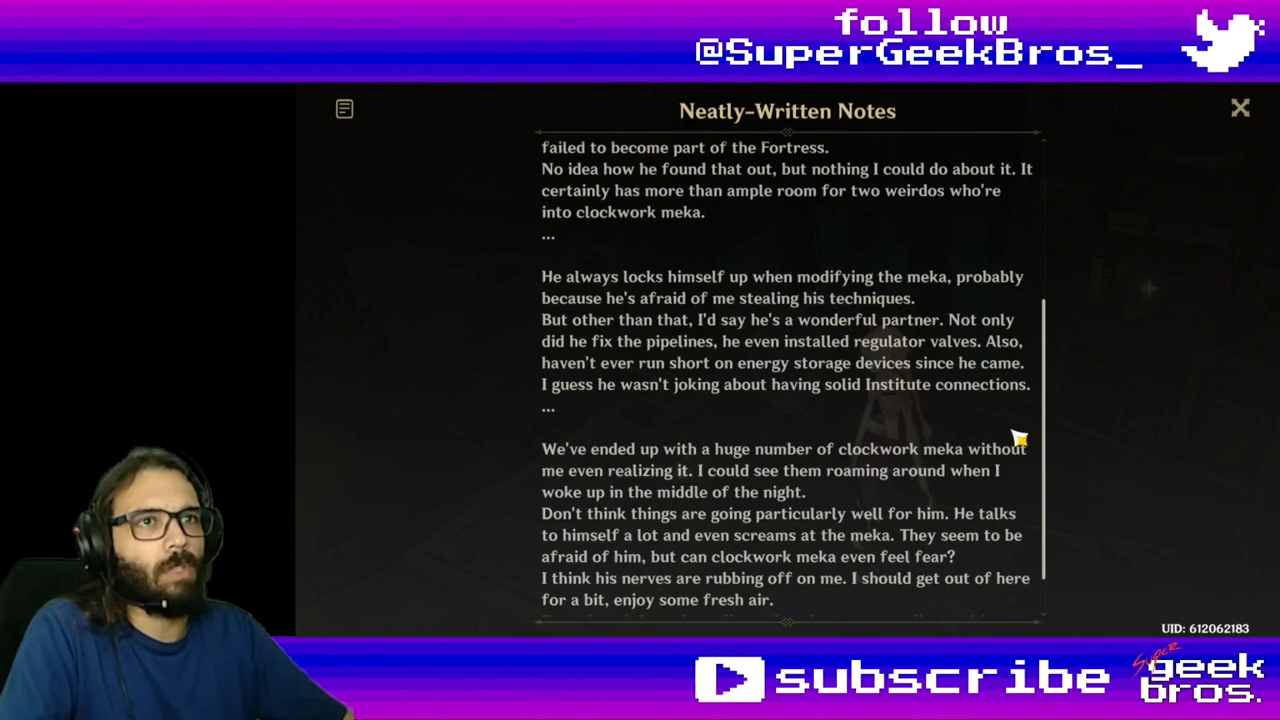 follow
@SuperGeekBros_
Neatly-Written Notes
failed to become part of the Fortress.
No idea how he found that out, but nothing I could do about it. It
certainly has more than ample room for two weirdos who're
into clockwork meka.
...
He always locks himself up when modifying the meka, probably
because he's afraid of me stealing his techniques.
But other than that, I'd say he's a wonderful partner. Not only
did he fix the pipelines, he even installed regulator valves. Also,
haven't ever run short on energy storage devices since he came.
I guess he wasn't joking about having solid Institute connections.
...
We've ended up with a huge number of clockwork meka without
me even realizing it. I could see them roaming around when I
woke up in the middle of the night.
Don't think things are going particularly well for him. He talks
to himself a lot and even screams at the meka. They seem to be
afraid of him, but can clockwork meka even feel fear?
I think his nerves are rubbing off on me. I should get out of here
for a bit, enjoy some fresh air.
UID: 612062183
subscribe
SUPER
geek
bros.